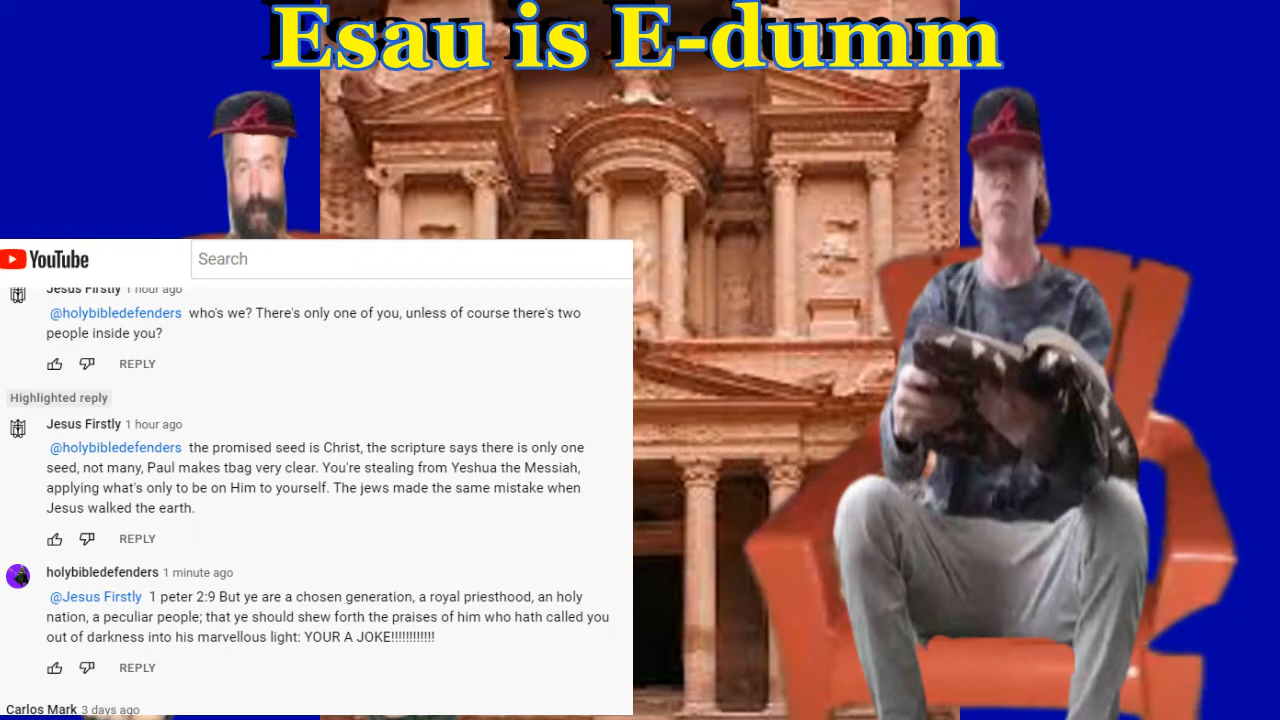 Esau is E-dumm
YouTube
Search
Jesus Firstly 1 hour ago
@holybibledefenders who's we? There's only one of you, unless of course there's two
people inside you?
REPLY
Highlighted reply
Jesus Firstly 1 hour ago
@holybibledefenders the promised seed is Christ, the scripture says there is only one
seed, not many, Paul makes tbag very clear. You're stealing from Yeshua the Messiah,
applying what's only to be on Him to yourself. The jews made the same mistake when
Jesus walked the earth.
REPLY
holybibledefenders 1 minute ago
@Jesus Firstly 1 peter 2:9 But ye are a chosen generation, a royal priesthood, an holy
nation, a peculiar people; that ye should shew forth the praises of him who hath called you
out of darkness into his marvellous light: YOUR A JOKE!!!!!!!!!!!!
REPLY
Carlos Mark 3 days ago